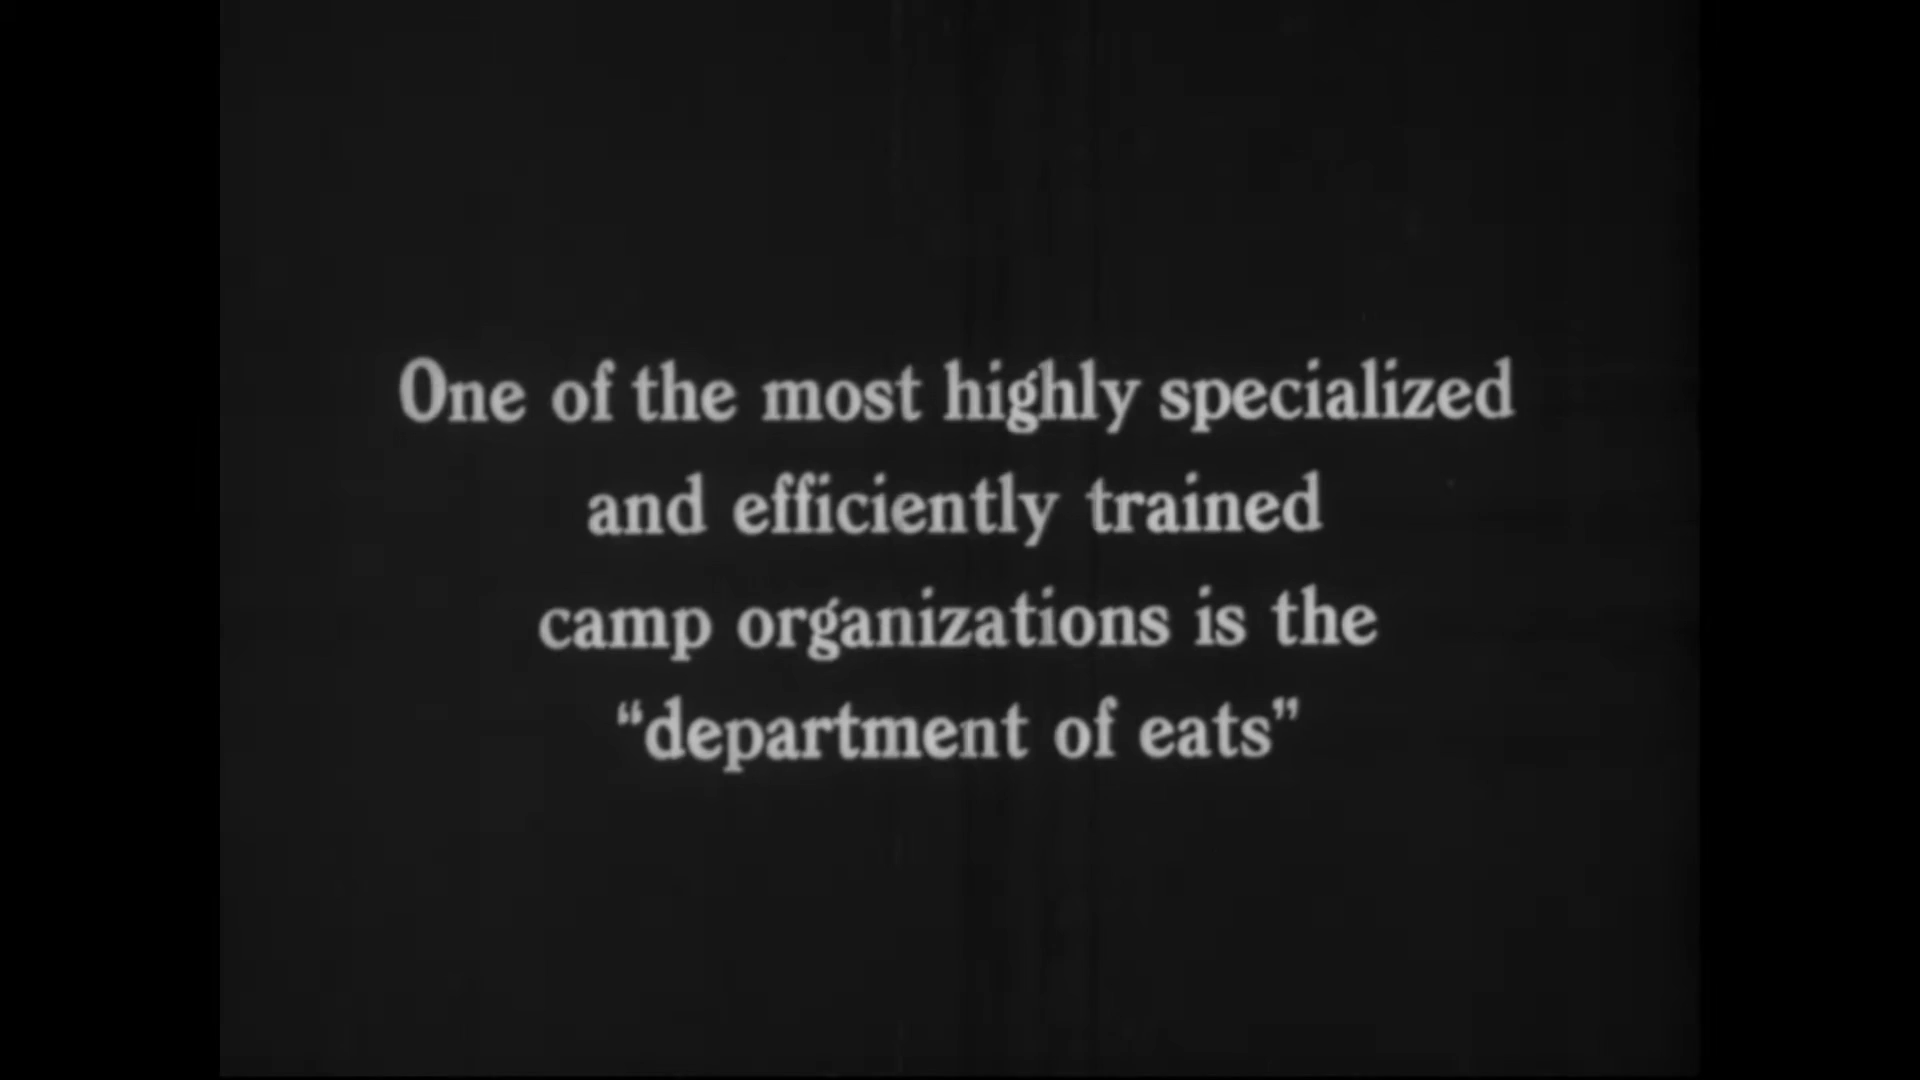 One of the most highly specialized
and efficiently trained
camp organizations is the
“department of eats”